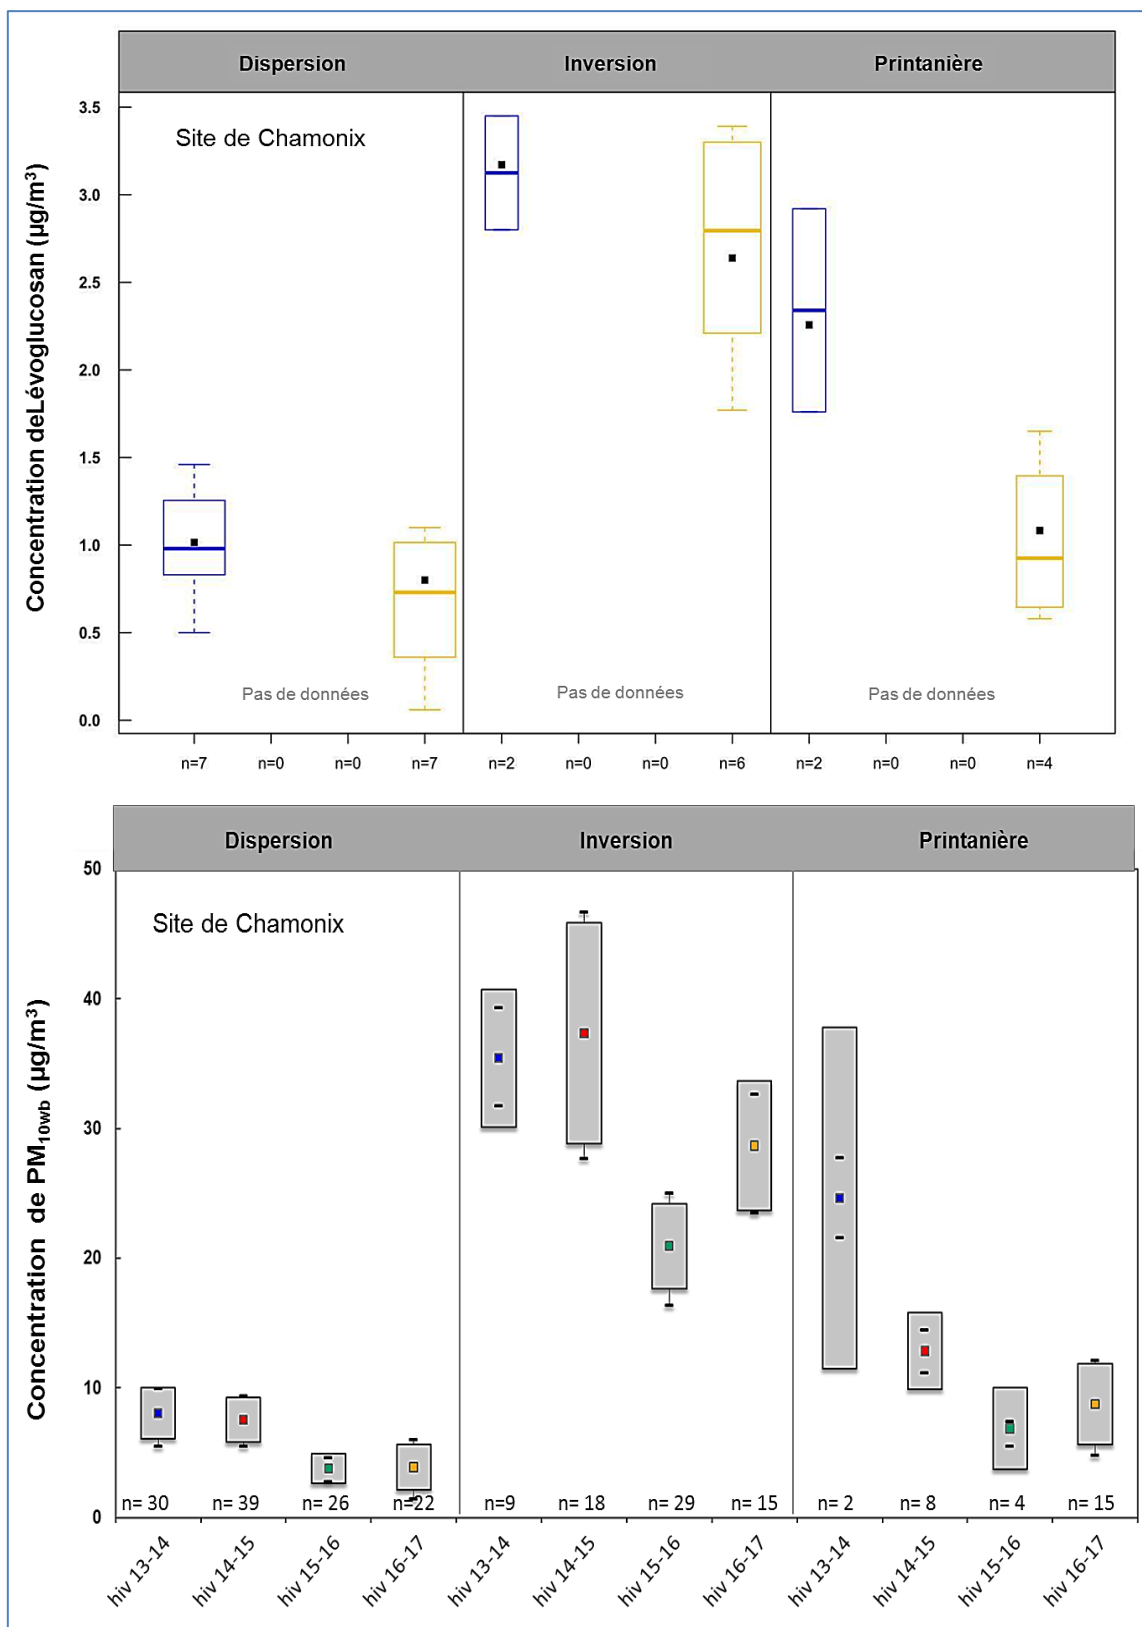 Dispersion Inversion Printanière
Site de Chamonix
Concentration deLévoglucosan (µg/m³)
3.5
3.0
2.5
2.0
1.5
1.0
0.5
0.0
Pas de données Pas de données Pas de données
n=7 n=0 n=0 n=7 n=2 n=0 n=0 n=6 n=2 n=0 n=0 n=4
Dispersion Inversion Printanière
Site de Chamonix
Concentration de PM10wb (µg/m³)
50
40
30
20
10
0
n= 30 n= 39 n= 26 n=22 n=9 n= 18 n= 29 n= 15 n= 2 n= 8 n= 4 n= 15
hiv 13-14 hiv 14-15 hiv 15-16 hiv 16-17 hiv 13-14 hiv 14-15 hiv 15-16 hiv 16-17 hiv 13-14 hiv 14-15 hiv 15-16 hiv 16-17